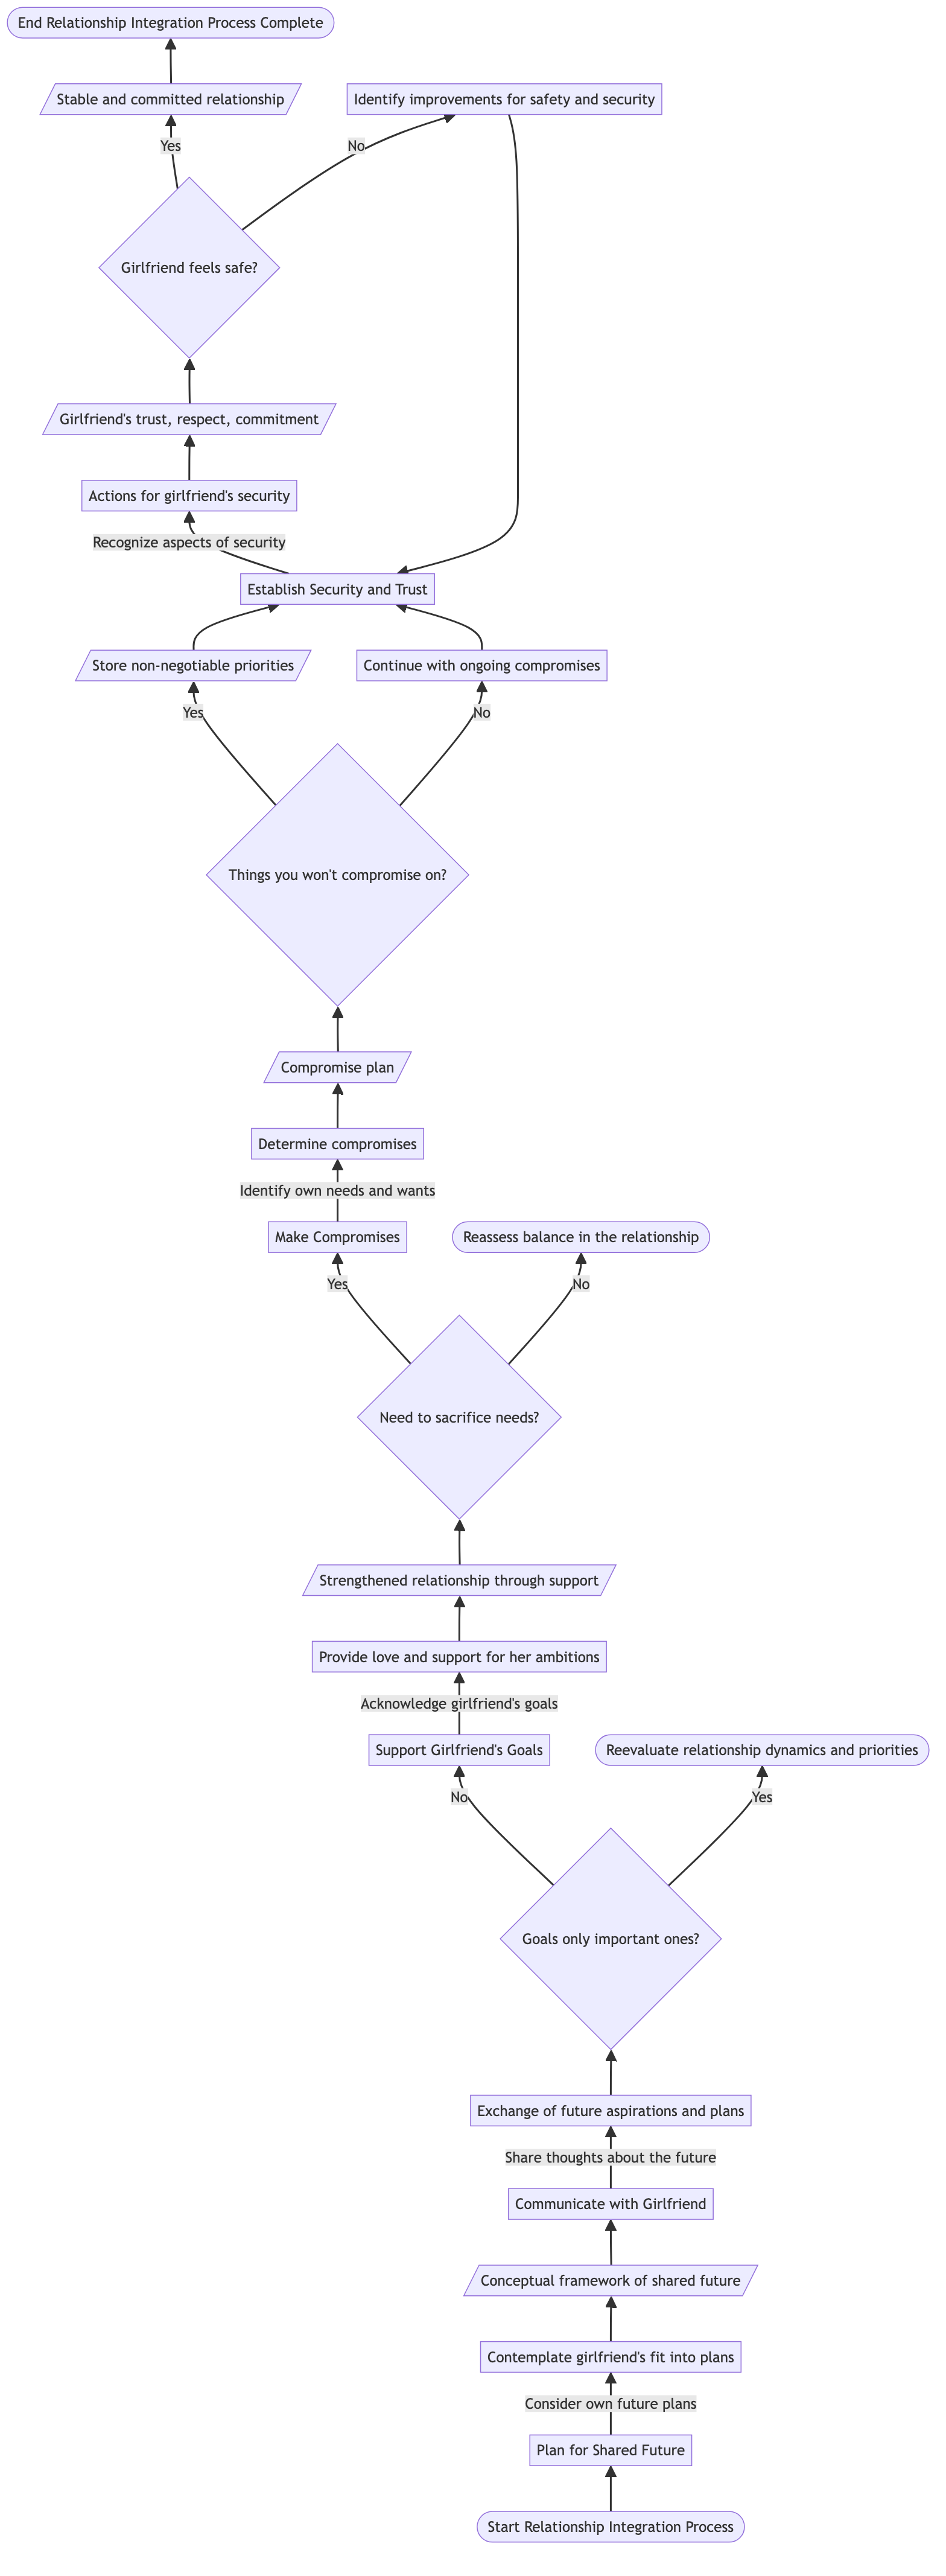 End Relationship Integration Process Complete
Stable and committed relationship
Identify improvements for safety and security
Yes
No
Girlfriend feels safe?
Girlfriend's trust, respect, commitment
Actions for girlfriend's security
Recognize aspects of security
Establish Security and Trust
Store non-negotiable priorities
Continue with ongoing compromises
Yes
No
Things you won't compromise on?
Compromise plan
Determine compromises
Identify own needs and wants
Make Compromises
Reassess balance in the relationship
Yes
No
Need to sacrifice needs?
Strengthened relationship through support
Provide love and support for her ambitions
Acknowledge girlfriend's goals
Support Girlfriend's Goals
Reevaluate relationship dynamics and priorities
No
Yes
Goals only important ones?
Exchange of future aspirations and plans
Share thoughts about the future
Communicate with Girlfriend
Conceptual framework of shared future
Contemplate girlfriend's fit into plans
Consider own future plans
Plan for Shared Future
Start Relationship Integration Process